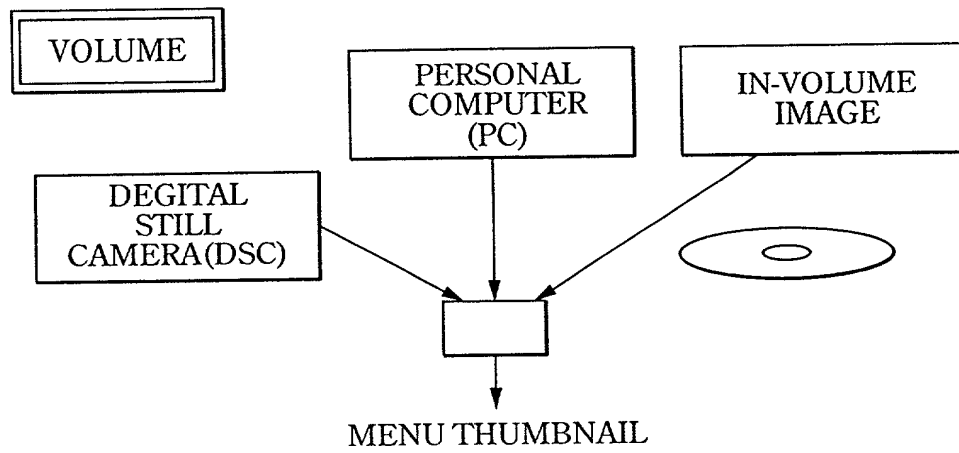 VOLUME
PERSONAL
COMPUTER
(PC)
IN-VOLUME
IMAGE
DEGITAL
STILL
CAMERA(DSC)
MENU THUMBNAIL